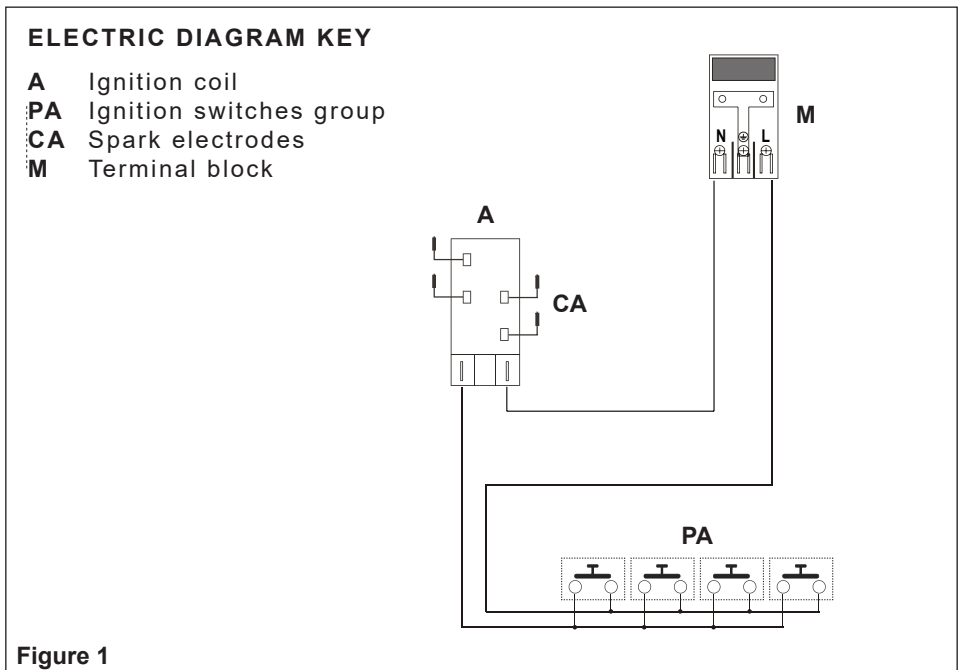 ELECTRIC DIAGRAM KEY
A Ignition coil
PA Ignition switches group
CA Spark electrodes
M Terminal block
M
N L
A
CA
PA
Figure 1